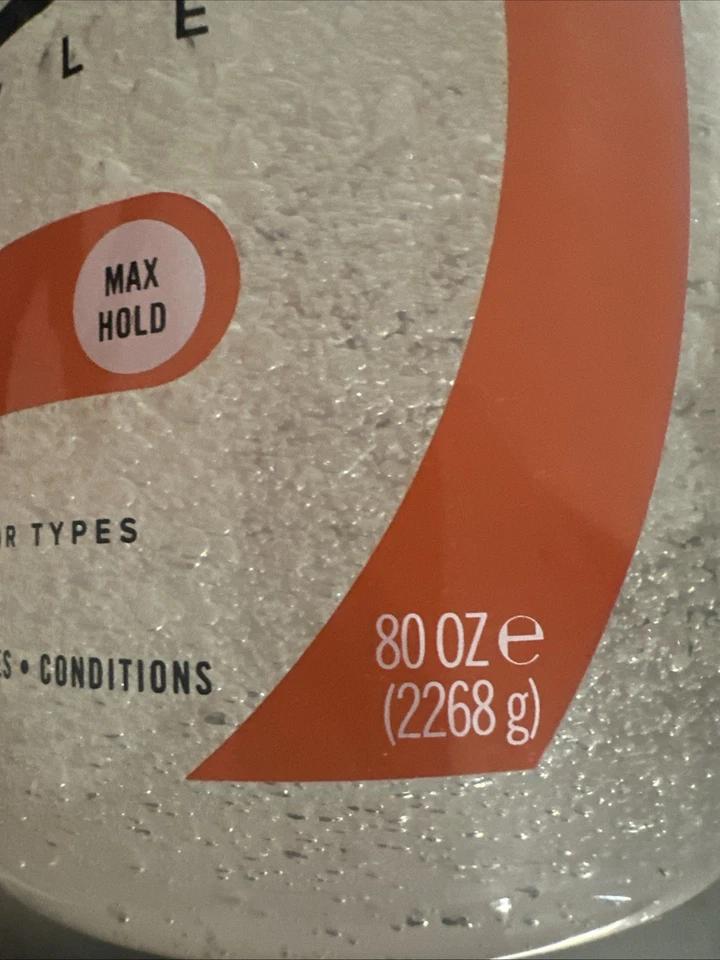 L E
MAX
HOLD
TYPES
• CONDITIONS
80 OZ ℮
(2268 g)